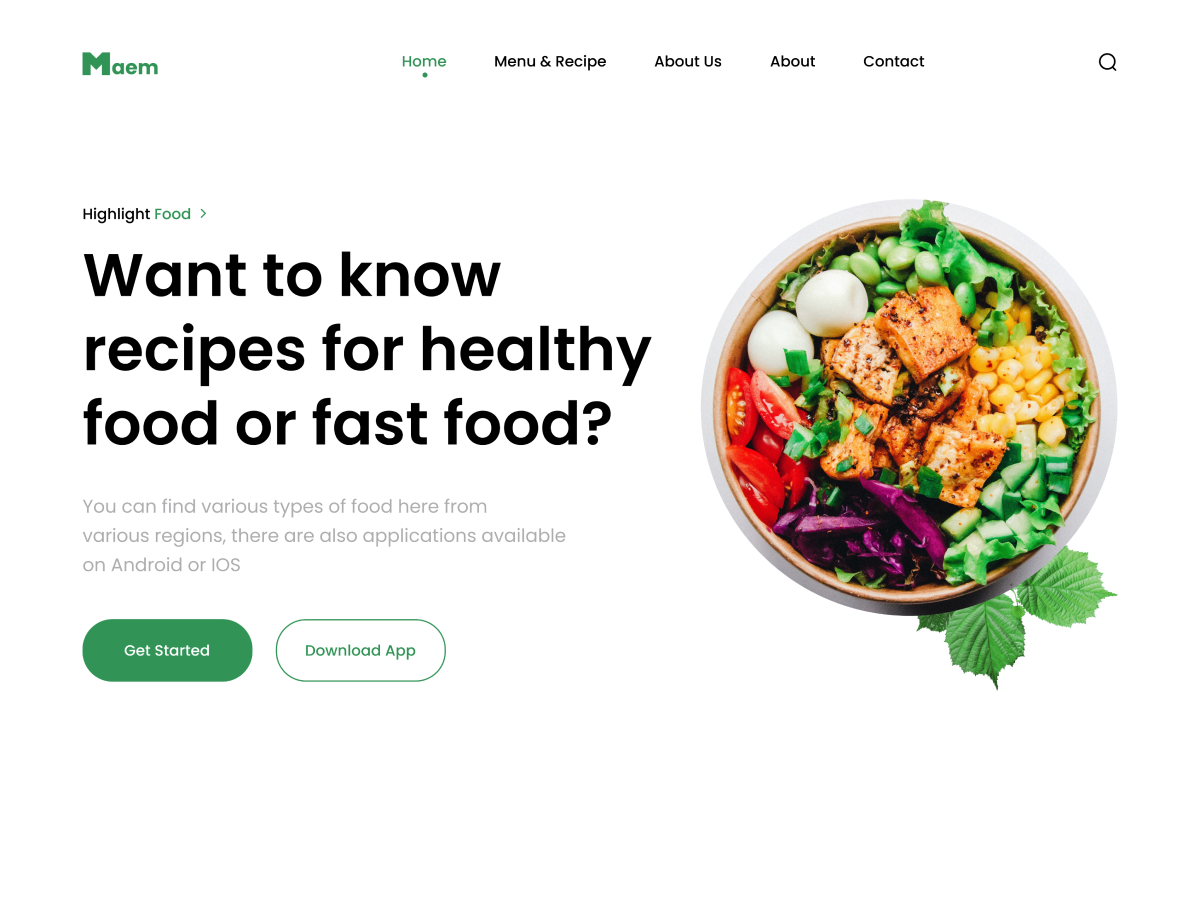 Maem
Home
Menu & Recipe
About Us
About
Contact
Highlight Food
Want to know
recipes for healthy
food or fast food?
You can find various types of food here from
various regions, there are also applications available
on Android or IOS
Get Started
Download App